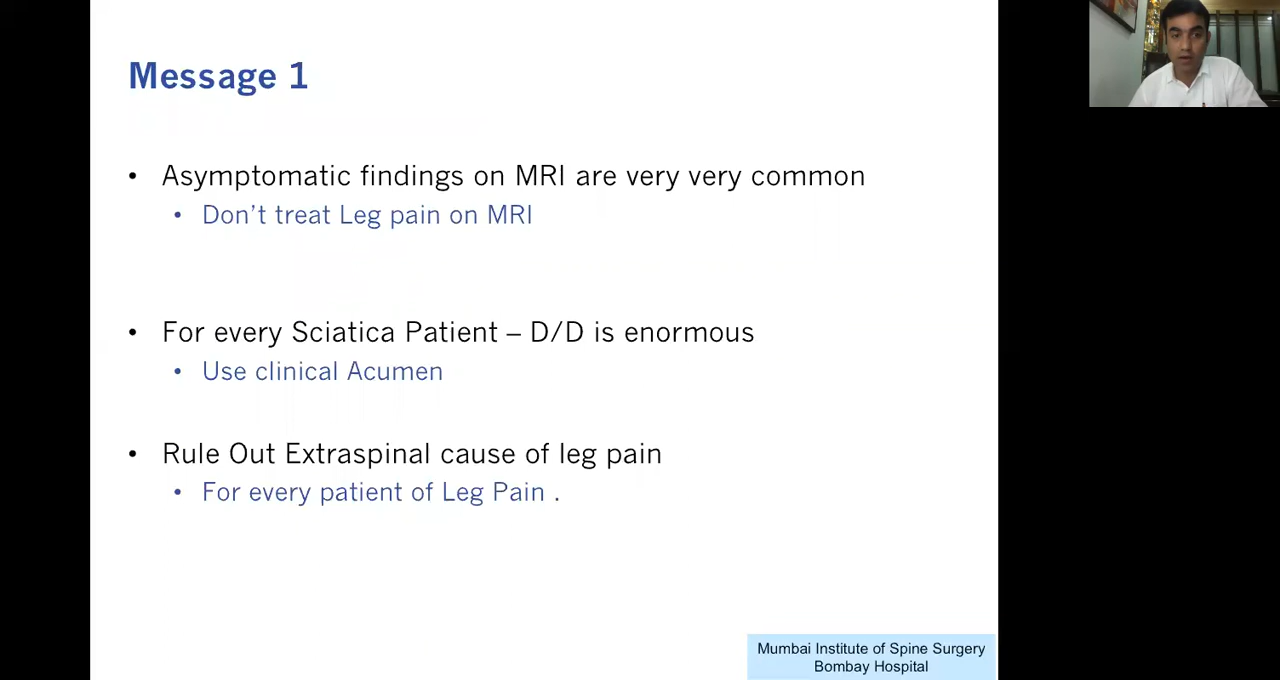 Message 1
• Asymptomatic findings on MRI are very very common
• Don't treat Leg pain on MRI
• For every Sciatica Patient – D/D is enormous
• Use clinical Acumen
• Rule Out Extraspinal cause of leg pain
• For every patient of Leg Pain .
Mumbai Institute of Spine Surgery
Bombay Hospital